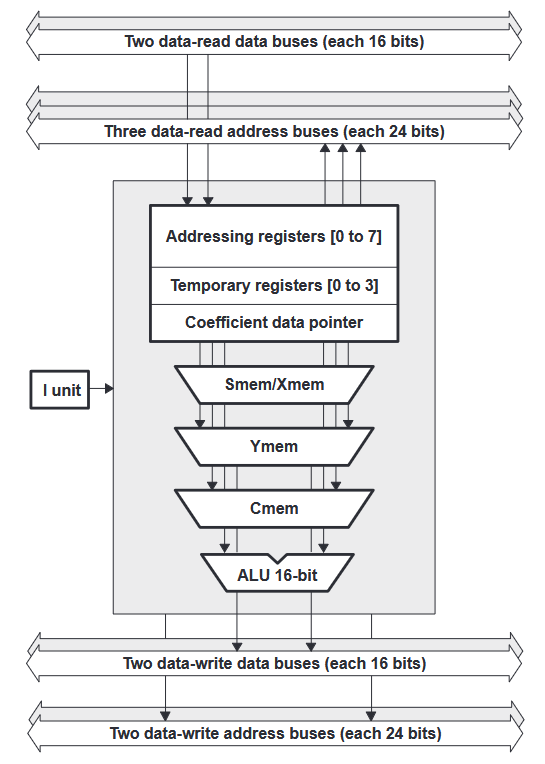 Two data-read data buses (each 16 bits)
Three data-read address buses (each 24 bits)
Addressing registers [0 to 7]
Temporary registers [0 to 3]
Coefficient data pointer
Smem/Xmem
I unit
Ymem
Cmem
ALU 16-bit
Two data-write data buses (each 16 bits)
Two data-write address buses (each 24 bits)